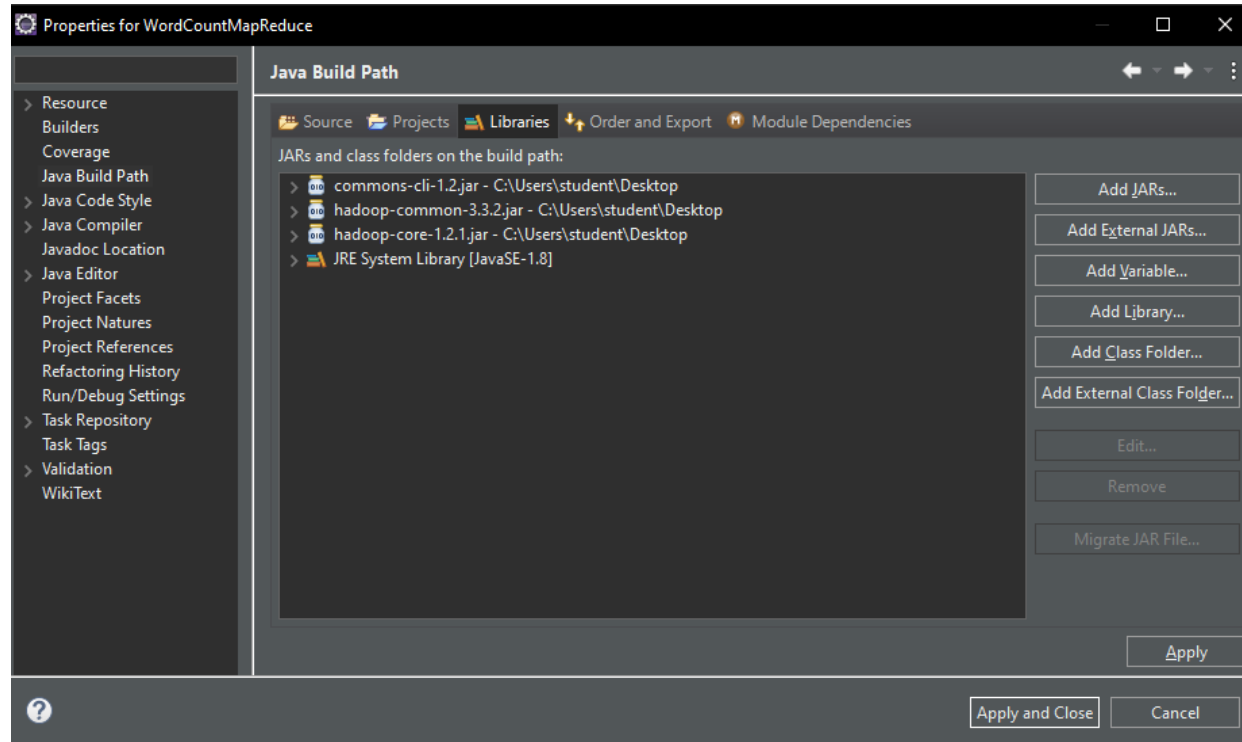 Properties for WordCountMapReduce
Java Build Path
Resource
Builders
Coverage
Java Build Path
Java Code Style
Java Compiler
Javadoc Location
Java Editor
Project Facets
Project Natures
Project References
Refactoring History
Run/Debug Settings
Task Repository
Task Tags
Validation
WikiText
Source Projects Libraries Order and Export Module Dependencies
JARs and class folders on the build path:
commons-cli-1.2.jar - C:\Users\student\Desktop
hadoop-common-3.3.2.jar - C:\Users\student\Desktop
hadoop-core-1.2.1.jar - C:\Users\student\Desktop
JRE System Library [JavaSE-1.8]
Add JARs...
Add External JARs...
Add Variable...
Add Library...
Add Class Folder...
Add External Class Folder...
Edit...
Remove
Migrate JAR File...
Apply
? Apply and Close Cancel